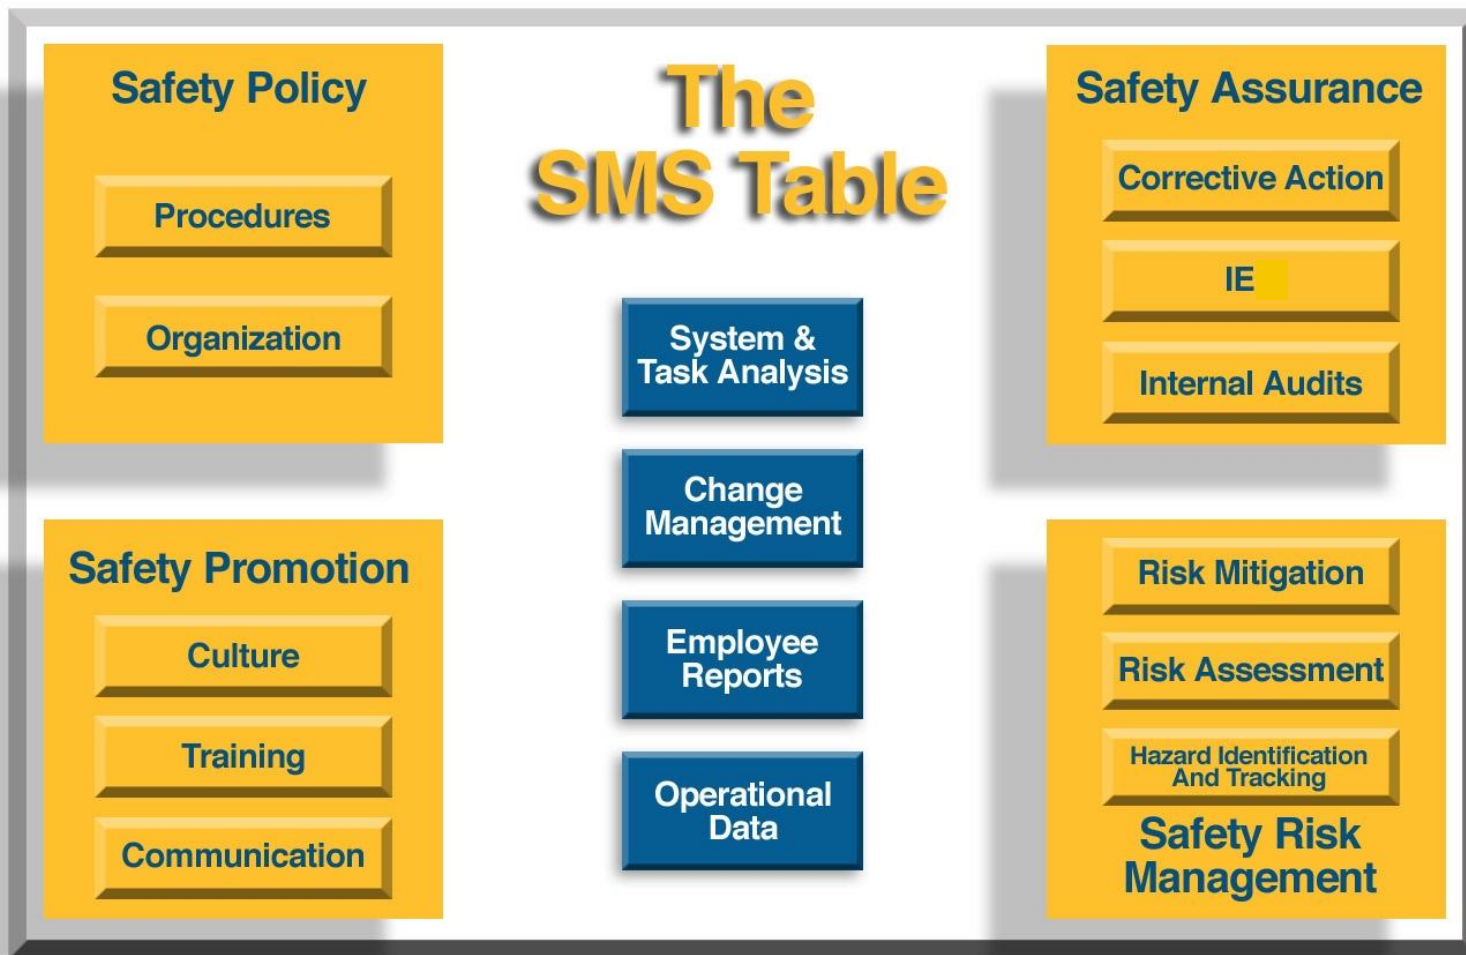 Safety Policy
Procedures
Organization
The
SMS Table
System &
Task Analysis
Change
Management
Employee
Reports
Operational
Data
Safety Assurance
Corrective Action
IE
Internal Audits
Safety Promotion
Culture
Training
Communication
Risk Mitigation
Risk Assessment
Hazard Identification
And Tracking
Safety Risk
Management